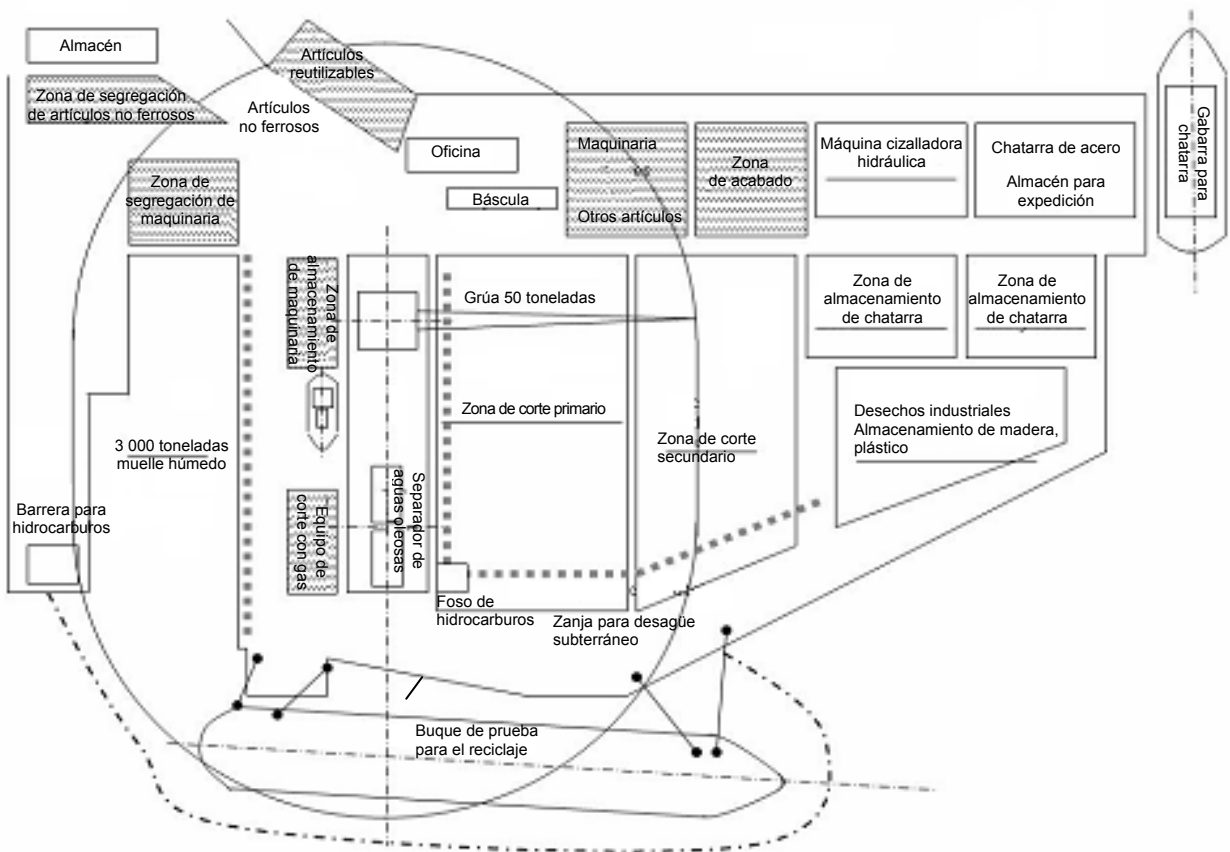 Almacén
Zona de segregación
de artículos no ferrosos
Artículos
reutilizables
Artículos
no ferrosos
Oficina
Báscula
Zona de
segregación de
maquinaria
Maquinaria
Otros artículos
Zona
de acabado
Máquina cizalladora
hidráulica
Chatarra de acero
Almacén para
expedición
Gabarra para
chatarra
Zona de
almacenamiento
de maquinaria
Grúa 50 toneladas
Zona de
almacenamiento
de chatarra
Zona de
almacenamiento
de chatarra
Zona de corte primario
Zona de corte
secundario
Desechos industriales
Almacenamiento de madera,
plástico
3 000 toneladas
muelle húmedo
Barrera para
hidrocarburos
Equipo de
corte con gas
Separador de
aguas oleosas
Foso de
hidrocarburos
Zanja para desagüe
subterráneo
Buque de prueba
para el reciclaje